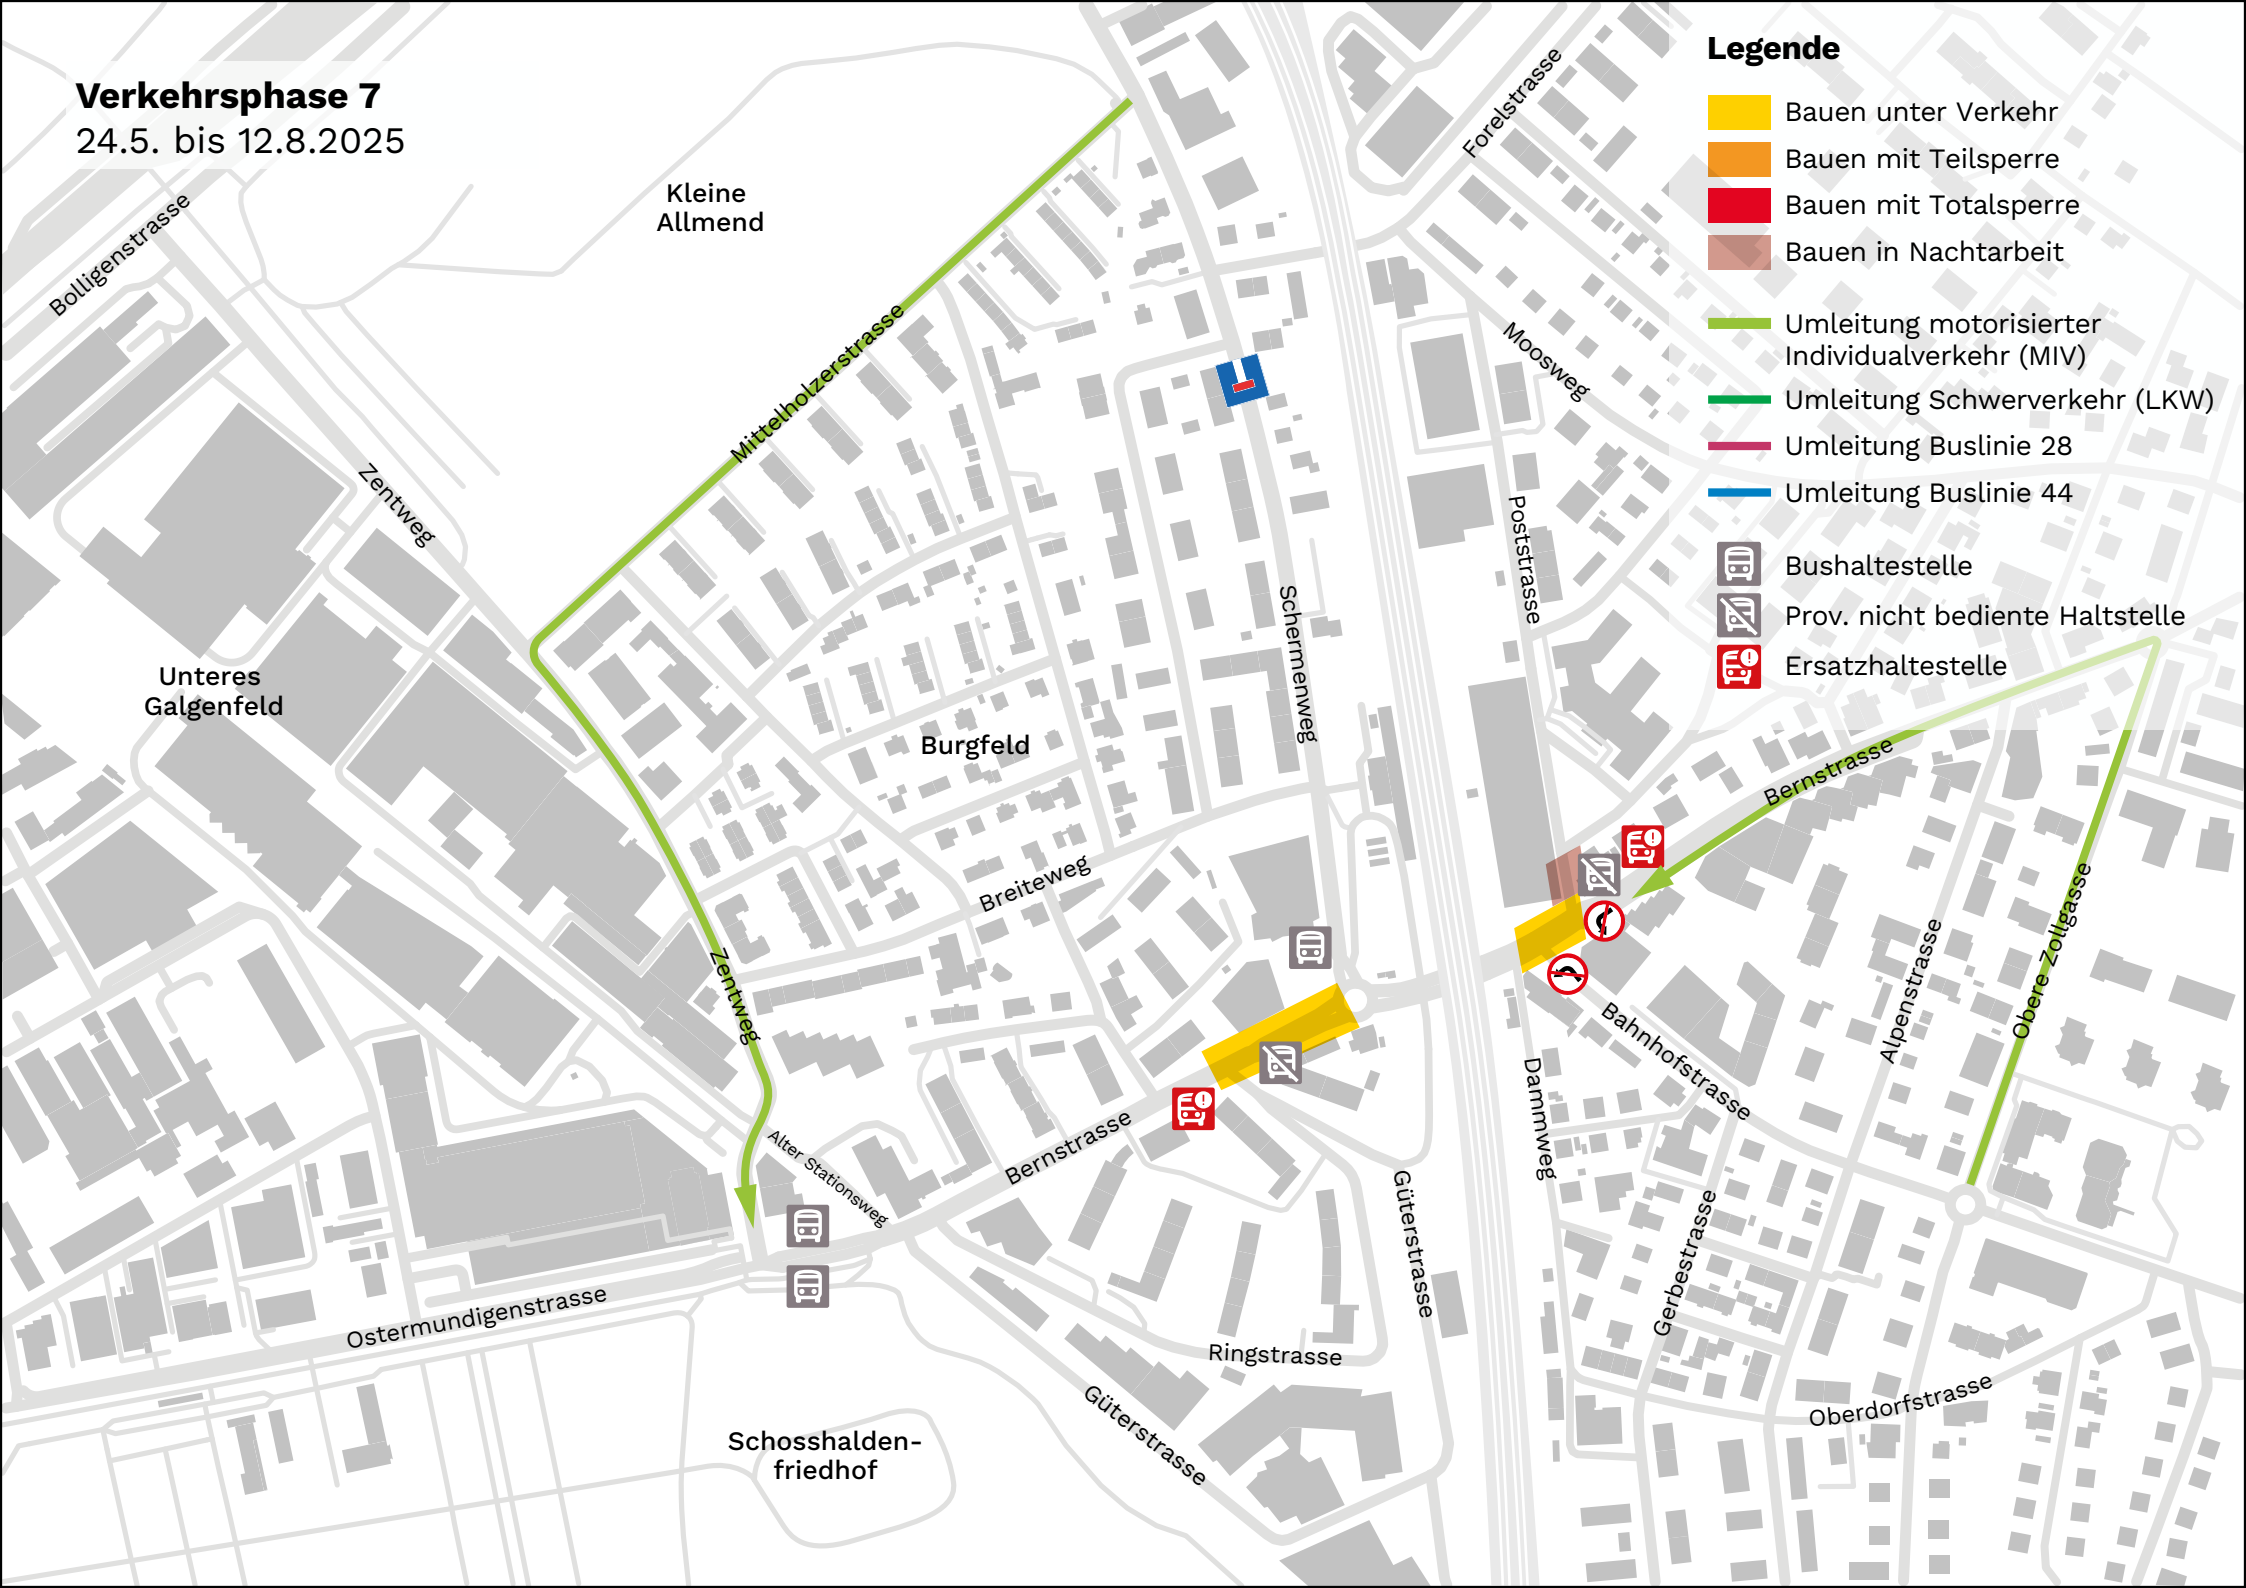 Verkehrsphase 7
24.5. bis 12.8.2025
Legende
Bauen unter Verkehr
Bauen mit Teilsperre
Bauen mit Totalsperre
Bauen in Nachtarbeit
Umleitung motorisierter
Individualverkehr (MIV)
Umleitung Schwerverkehr (LKW)
Umleitung Buslinie 28
Umleitung Buslinie 44
Bushaltestelle
Prov. nicht bediente Haltstelle
Ersatzhaltestelle
Forelstrasse
Kleine
Allmend
Bolligenstrasse
Mittelholzerstrasse
Moosweg
Zentweg
Poststrasse
Schermenweg
Unteres
Galgenfeld
Burgfeld
Bernstrasse
Breiteweg
Zentweg
Obere Zollgasse
Alpenstrasse
Bahnhofstrasse
Dammweg
Bernstrasse
Alter Stationsweg
Güterstrasse
Gerbestrasse
Ostermundigenstrasse
Ringstrasse
Oberdorfstrasse
Güterstrasse
Schosshalden-
friedhof